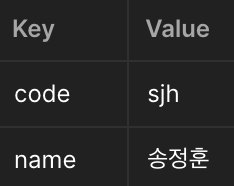 Key Value
code sjh
name 송정훈